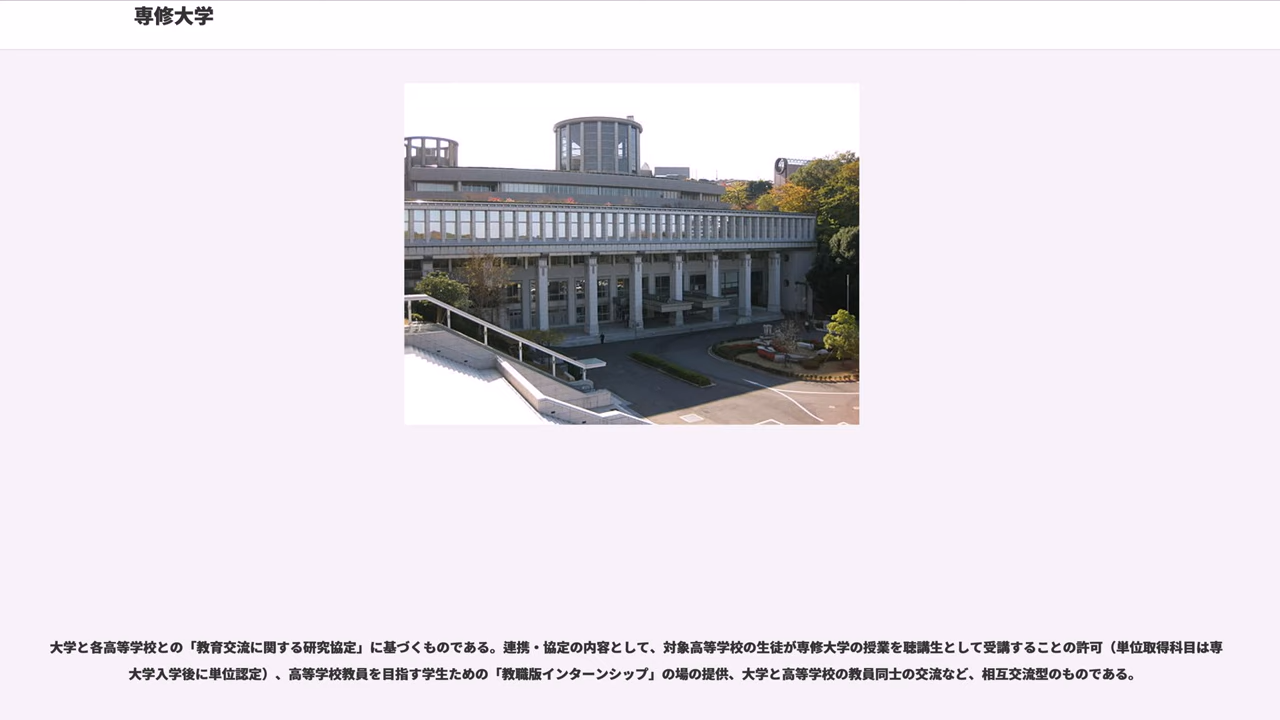 専修大学
大学と各高等学校との「教育交流に関する研究協定」に基づくものである。連携・協定の内容として、対象高等学校の生徒が専修大学の授業を聴講生として受講することの許可（単位取得科目は専
大学入学後に単位認定）、高等学校教員を目指す学生ための「教職版インターンシップ」の場の提供、大学と高等学校の教員同士の交流など、相互交流型のものである。